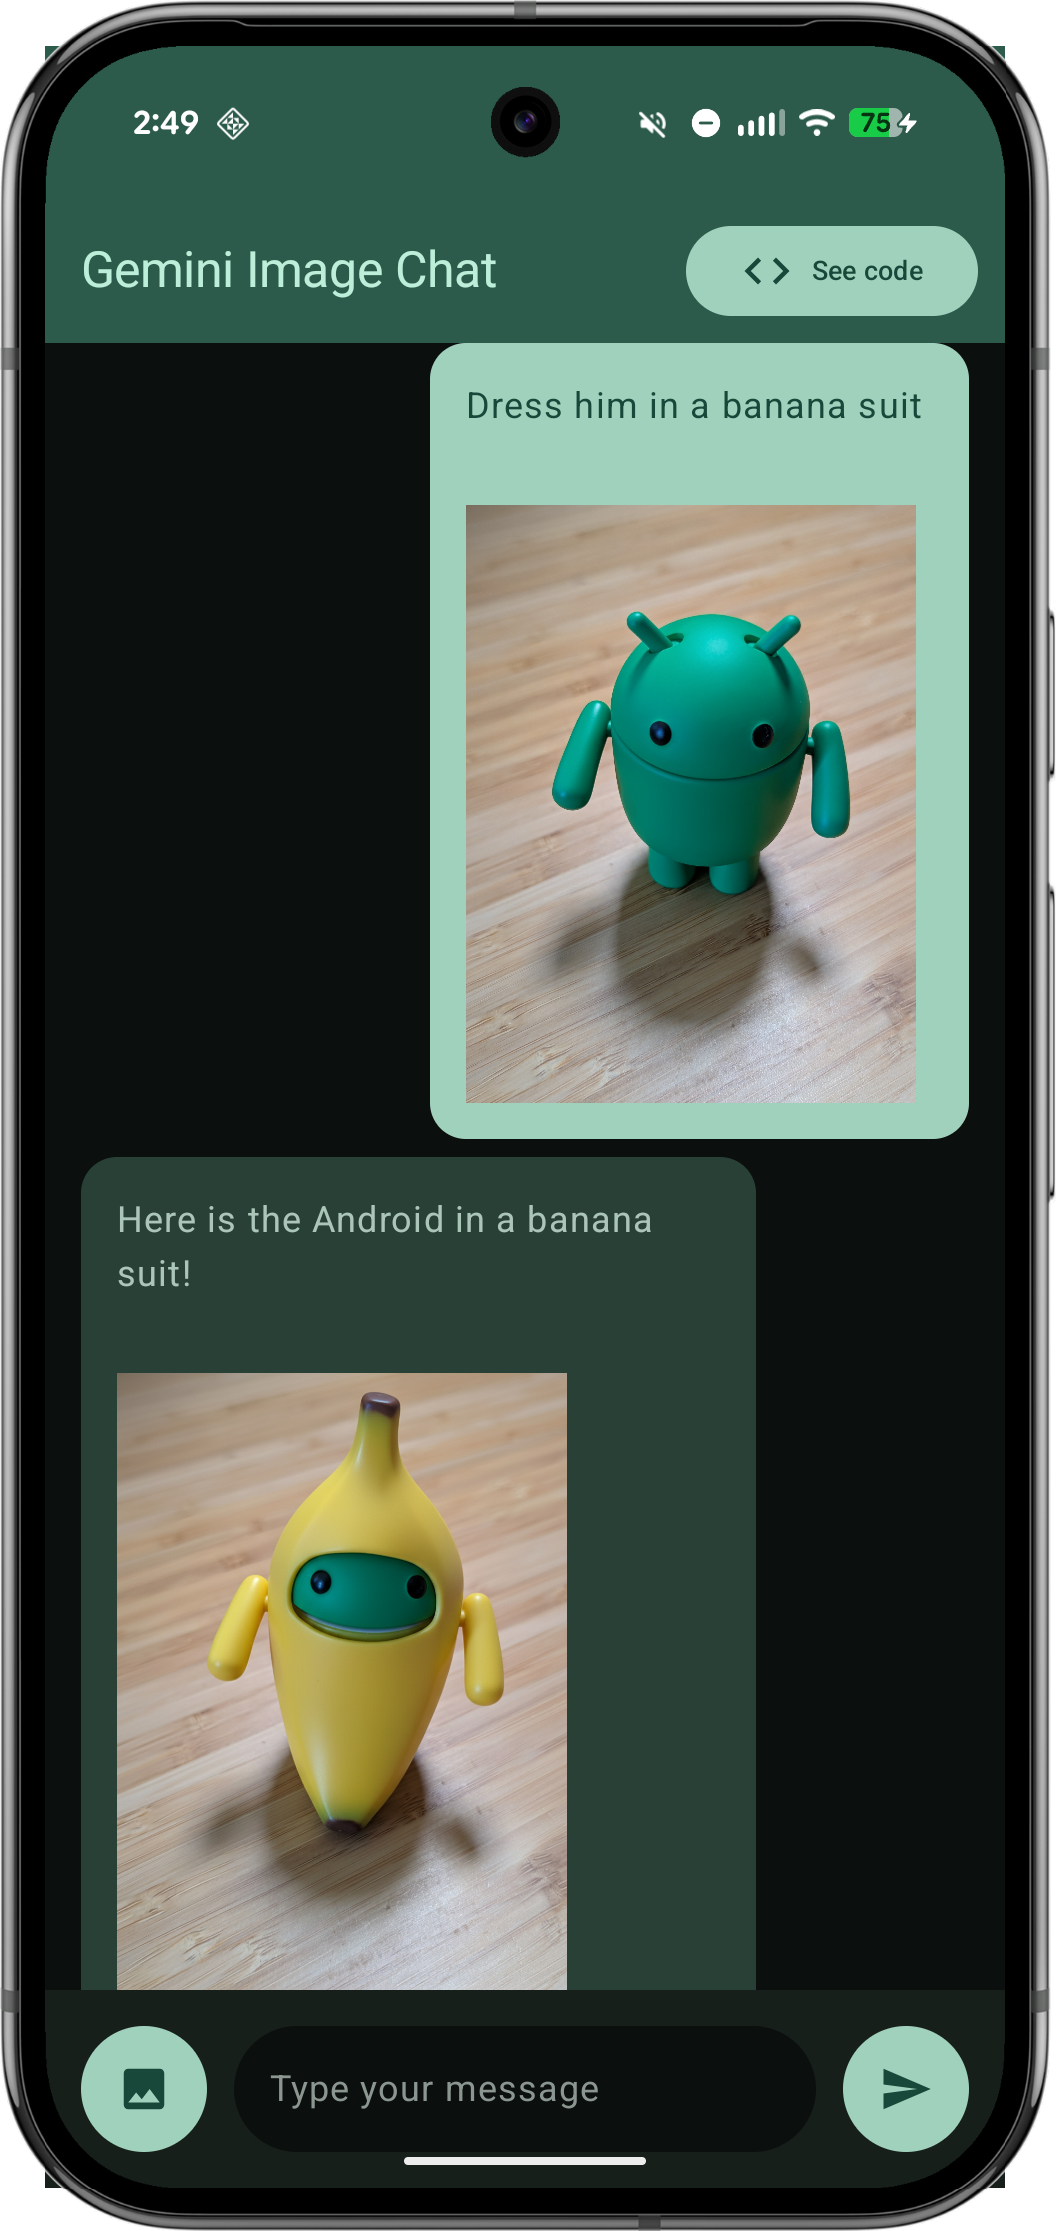 2:49
75
Gemini Image Chat
See code
Dress him in a banana suit
Here is the Android in a banana
suit!
Type your message